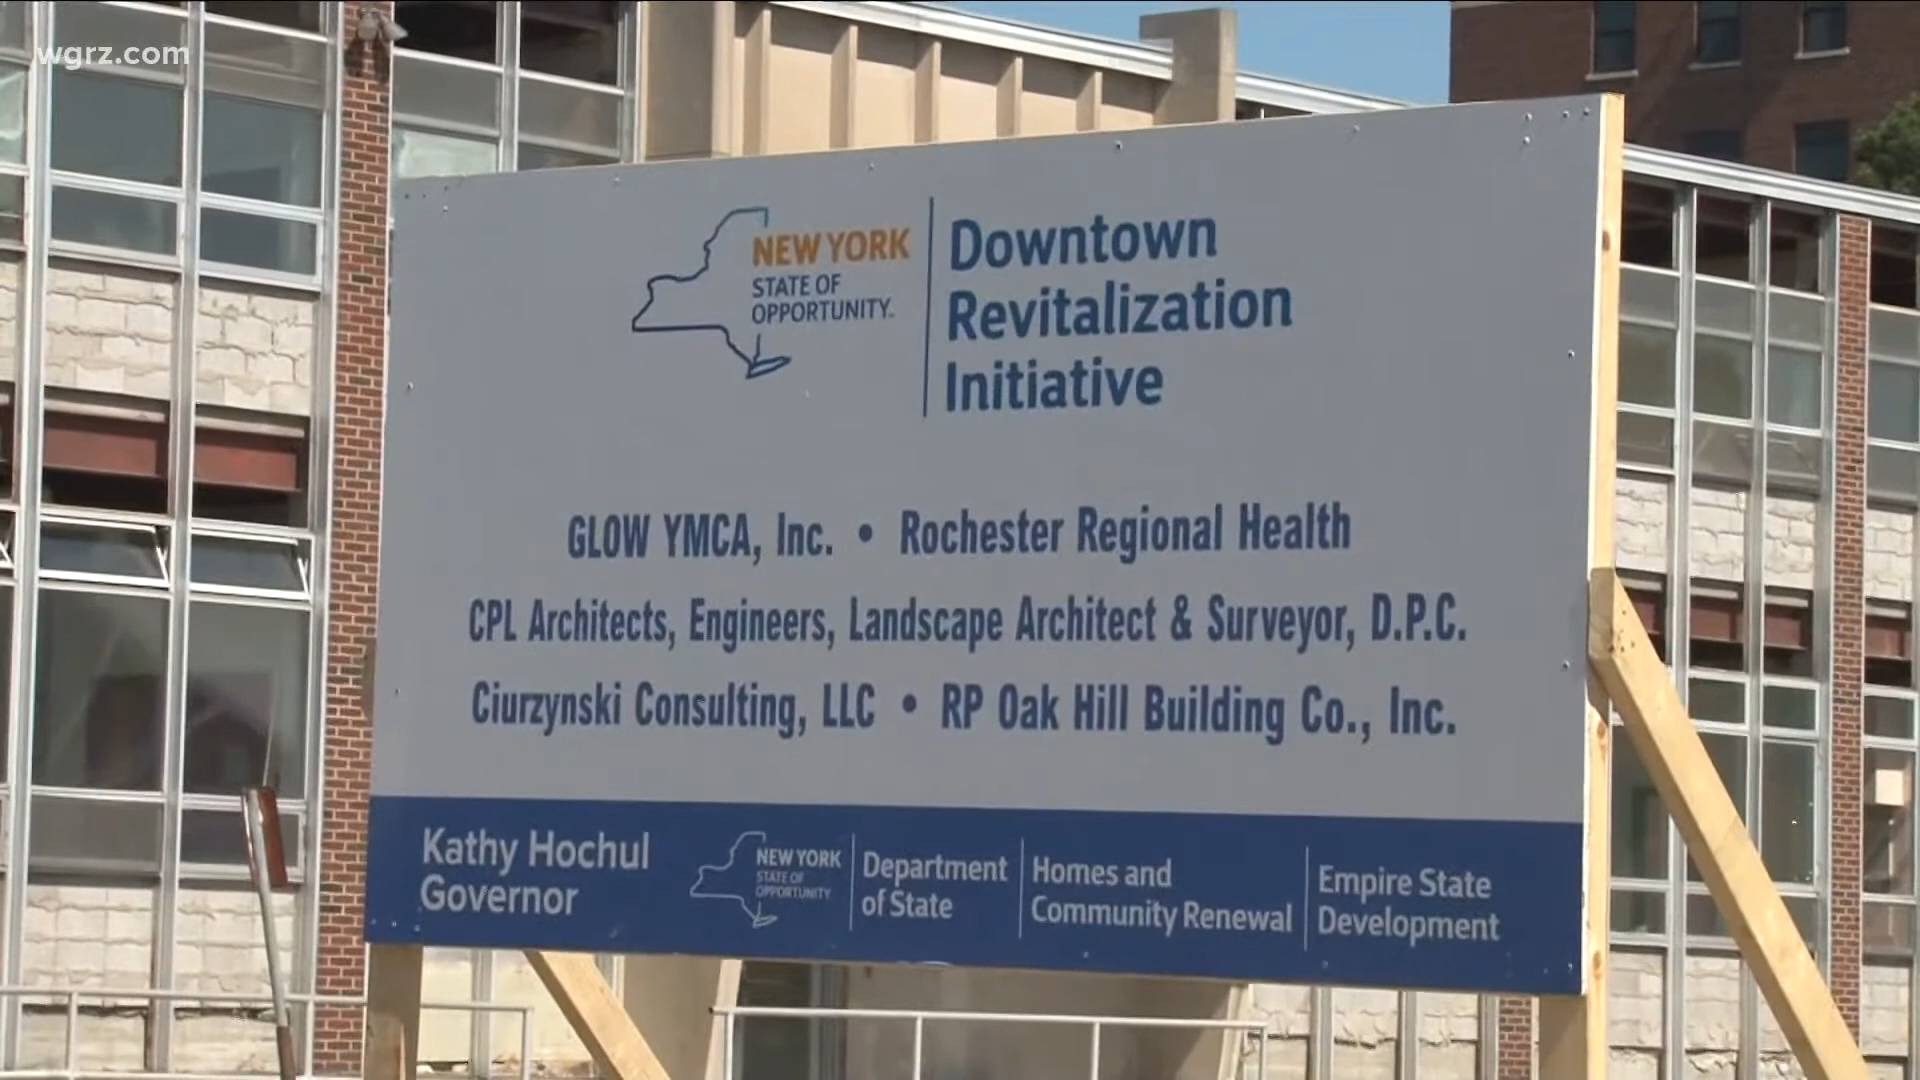 wgrz.com
NEW YORK
STATE OF
OPPORTUNITY.
Downtown
Revitalization
Initiative
GLOW YMCA, Inc. • Rochester Regional Health
CPL Architects, Engineers, Landscape Architect & Surveyor, D.P.C.
Ciurzynski Consulting, LLC • RP Oak Hill Building Co., Inc.
Kathy Hochul
Governor
NEW YORK
STATE OF
OPPORTUNITY
Department
of State
Homes and
Community Renewal
Empire State
Development